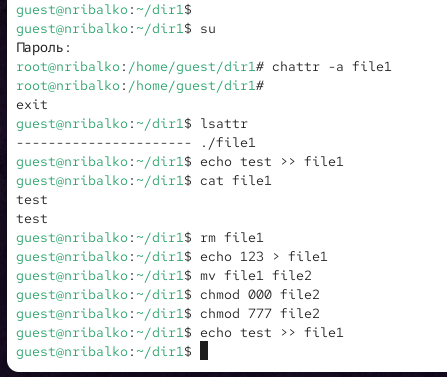 guest@nribalko:~/dir1$
guest@nribalko:~/dir1$ su
Пароль:
root@nribalko:/home/guest/dir1# chattr -a file1
root@nribalko:/home/guest/dir1#
exit
guest@nribalko:~/dir1$ lsattr
---------------------- ./file1
guest@nribalko:~/dir1$ echo test >> file1
guest@nribalko:~/dir1$ cat file1
test
test
guest@nribalko:~/dir1$ rm file1
guest@nribalko:~/dir1$ echo 123 > file1
guest@nribalko:~/dir1$ mv file1 file2
guest@nribalko:~/dir1$ chmod 000 file2
guest@nribalko:~/dir1$ chmod 777 file2
guest@nribalko:~/dir1$ echo test >> file1
guest@nribalko:~/dir1$